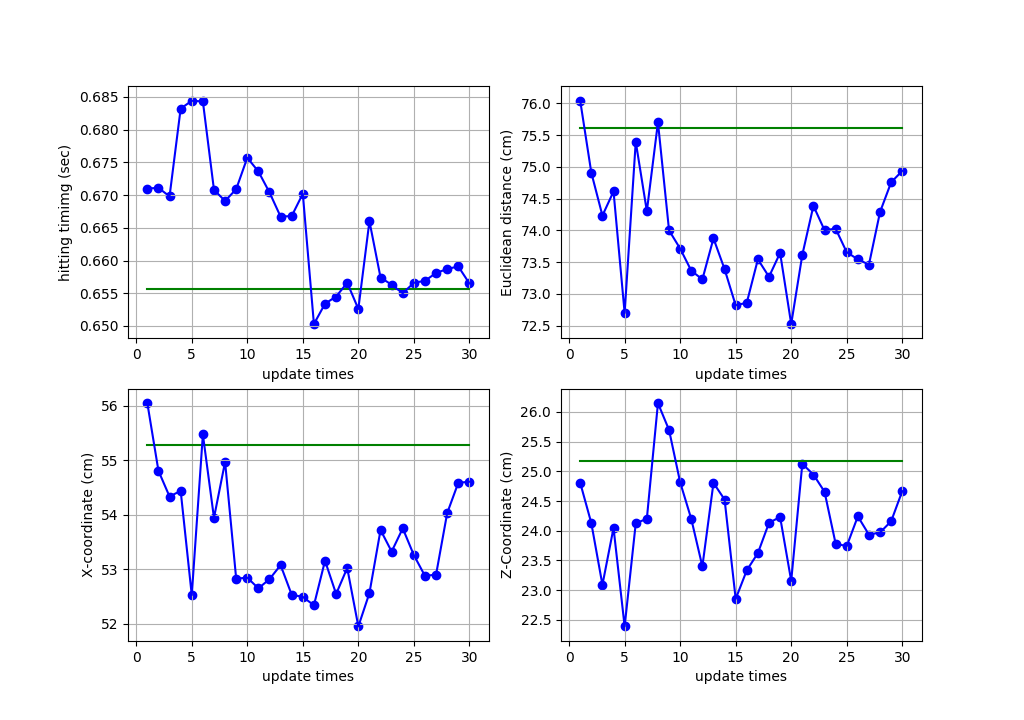 0.685
0.680
0.675
0.670
0.665
0.660
0.655
0.650
hitting timimg (sec)
0 5 10 15 20 25 30
update times
76.0
75.5
75.0
74.5
74.0
73.5
73.0
72.5
Euclidean distance (cm)
0 5 10 15 20 25 30
update times
56
55
54
53
52
X-coordinate (cm)
0 5 10 15 20 25 30
update times
26.0
25.5
25.0
24.5
24.0
23.5
23.0
22.5
Z-Coordinate (cm)
0 5 10 15 20 25 30
update times